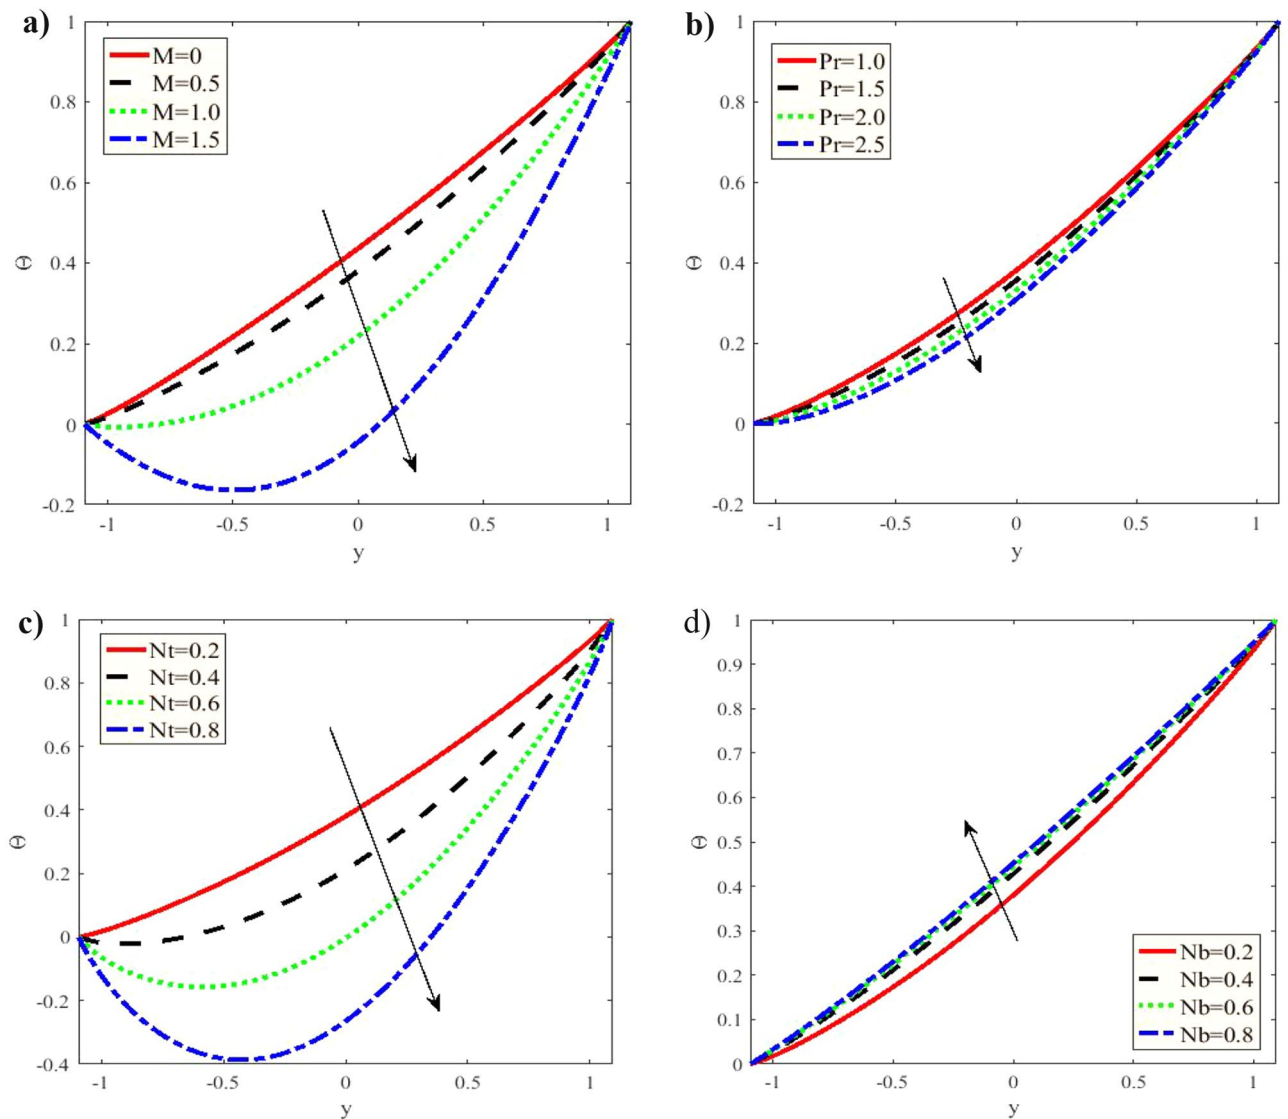 a)
1
0.8
0.6
0.4
0.2
0
-0.2
Θ
M=0
M=0.5
M=1.0
M=1.5
-1
-0.5
0
0.5
1
y
b)
1
0.8
0.6
0.4
0.2
0
-0.2
Θ
Pr=1.0
Pr=1.5
Pr=2.0
Pr=2.5
-1
-0.5
0
0.5
1
y
c)
1
0.8
0.6
0.4
0.2
0
-0.2
-0.4
Θ
Nt=0.2
Nt=0.4
Nt=0.6
Nt=0.8
-1
-0.5
0
0.5
1
y
d)
1
0.9
0.8
0.7
0.6
0.5
0.4
0.3
0.2
0.1
0
Θ
Nb=0.2
Nb=0.4
Nb=0.6
Nb=0.8
-1
-0.5
0
0.5
1
y